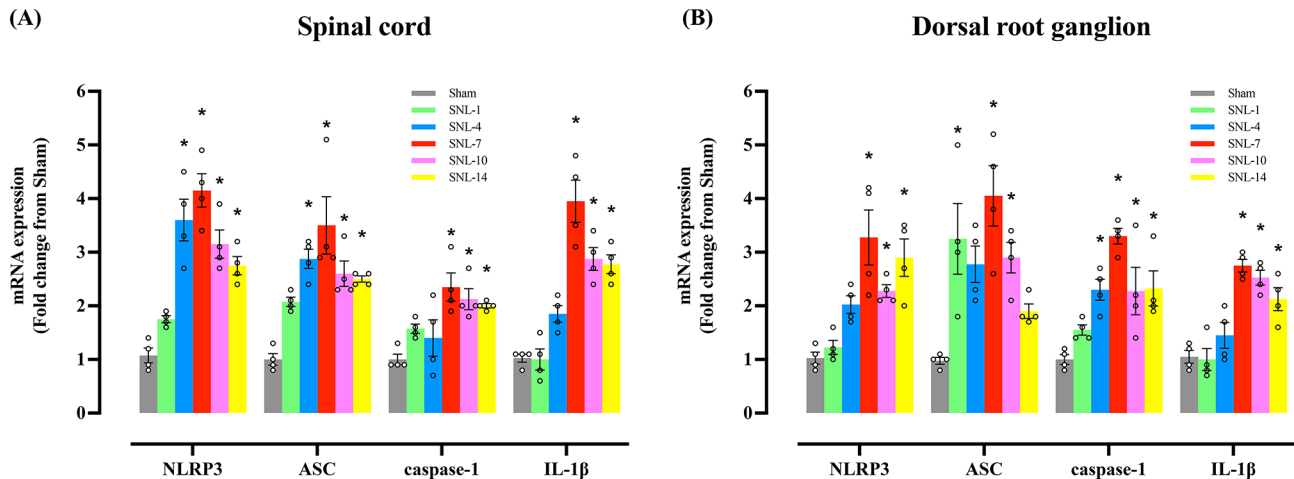 (A)
Spinal cord
mRNA expression
(Fold change from Sham)
6
5
4
3
2
1
0
Sham
SNL-1
SNL-4
SNL-7
SNL-10
SNL-14
* * * *
* * * *
* * *
* * *
NLRP3 ASC caspase-1 IL-1β
(B)
Dorsal root ganglion
mRNA expression
(Fold change from Sham)
6
5
4
3
2
1
0
Sham
SNL-1
SNL-4
SNL-7
SNL-10
SNL-14
* * *
* * *
* * * *
* * *
NLRP3 ASC caspase-1 IL-1β